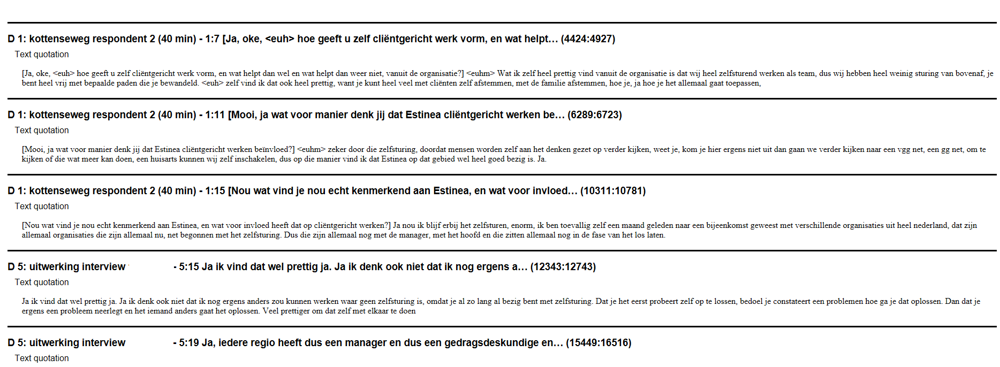 D 1: kottenseweg respondent 2 (40 min) - 1:7 [Ja, oke, <euh> hoe geeft u zelf cliëntgericht werk vorm, en wat helpt… (4424:4927)
Text quotation
[Ja, oke, <euh> hoe geeft u zelf cliëntgericht werk vorm, en wat helpt dan wel en wat helpt dan weer niet, vanuit de organisatie?] <euhm> Wat ik zelf heel prettig vind vanuit de organisatie is dat wij heel zelfsturend werken als team, dus wij hebben heel weinig sturing van bovenaf, je
bent heel vrij met bepaalde paden die je bewandeld. <euh> zelf vind ik dat ook heel prettig, want je kunt heel veel met cliënten zelf afstemmen, met de familie afstemmen, hoe je, ja hoe je het allemaal gaat toepassen,
D 1: kottenseweg respondent 2 (40 min) - 1:11 [Mooi, ja wat voor manier denk jij dat Estinea cliëntgericht werken be… (6289:6723)
Text quotation
[Mooi, ja wat voor manier denk jij dat Estinea cliëntgericht werken beïnvloed?] <euhm> zeker door die zelfsturing, doordat mensen worden zelf aan het denken gezet op verder kijken, weet je, kom je hier ergens niet uit dan gaan we verder kijken naar een vgg net, een gg net, om te
kijken of die wat meer kan doen, een huisarts kunnen wij zelf inschakelen, dus op die manier vind ik dat Estinea op dat gebied wel heel goed bezig is. Ja.
D 1: kottenseweg respondent 2 (40 min) - 1:15 [Nou wat vind je nou echt kenmerkend aan Estinea, en wat voor invloed… (10311:10781)
Text quotation
[Nou wat vind je nou echt kenmerkend aan Estinea, en wat voor invloed heeft dat op cliëntgericht werken?] Ja nou ik blijf erbij het zelfsturen, enorm, ik ben toevallig zelf een maand geleden naar een bijeenkomst geweest met verschillende organisaties uit heel nederland, dat zijn
allemaal organisaties die zijn allemaal nu, net begonnen met het zelfsturing. Dus die zijn allemaal nog met de manager, met het hoofd en die zitten allemaal nog in de fase van het los laten.
D 5: uitwerking interview - 5:15 Ja ik vind dat wel prettig ja. Ja ik denk ook niet dat ik nog ergens a… (12343:12743)
Text quotation
Ja ik vind dat wel prettig ja. Ja ik denk ook niet dat ik nog ergens anders zou kunnen werken waar geen zelfsturing is, omdat je al zo lang al bezig bent met zelfsturing. Dat je het eerst probeert zelf op te lossen, bedoel je constateert een problemen hoe ga je dat oplossen. Dan dat je
ergens een probleem neerlegt en het iemand anders gaat het oplossen. Veel prettiger om dat zelf met elkaar te doen
D 5: uitwerking interview - 5:19 Ja, iedere regio heeft dus een manager en dus een gedragsdeskundige en… (15449:16516)
Text quotation